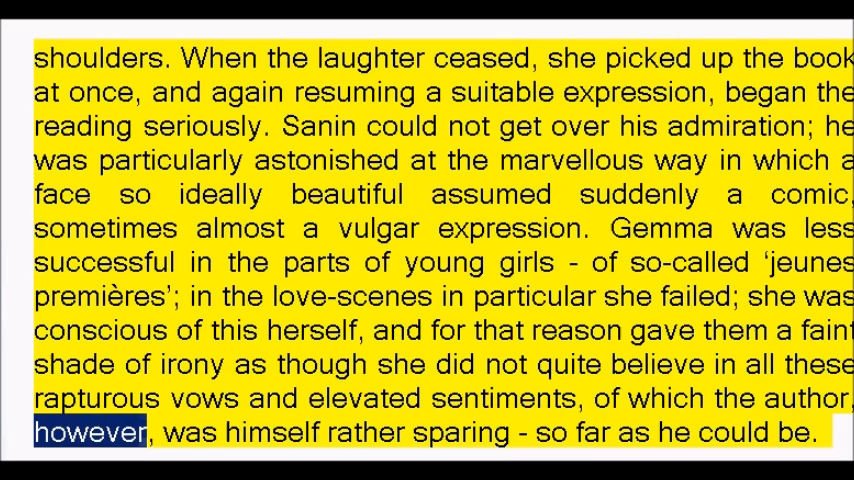 shoulders. When the laughter ceased, she picked up the book
at once, and again resuming a suitable expression, began the
reading seriously. Sanin could not get over his admiration; he
was particularly astonished at the marvellous way in which a
face so ideally beautiful assumed suddenly a comic,
sometimes almost a vulgar expression. Gemma was less
successful in the parts of young girls - of so-called ‘jeunes
premières’; in the love-scenes in particular she failed; she was
conscious of this herself, and for that reason gave them a faint
shade of irony as though she did not quite believe in all these
rapturous vows and elevated sentiments, of which the author,
however, was himself rather sparing - so far as he could be.